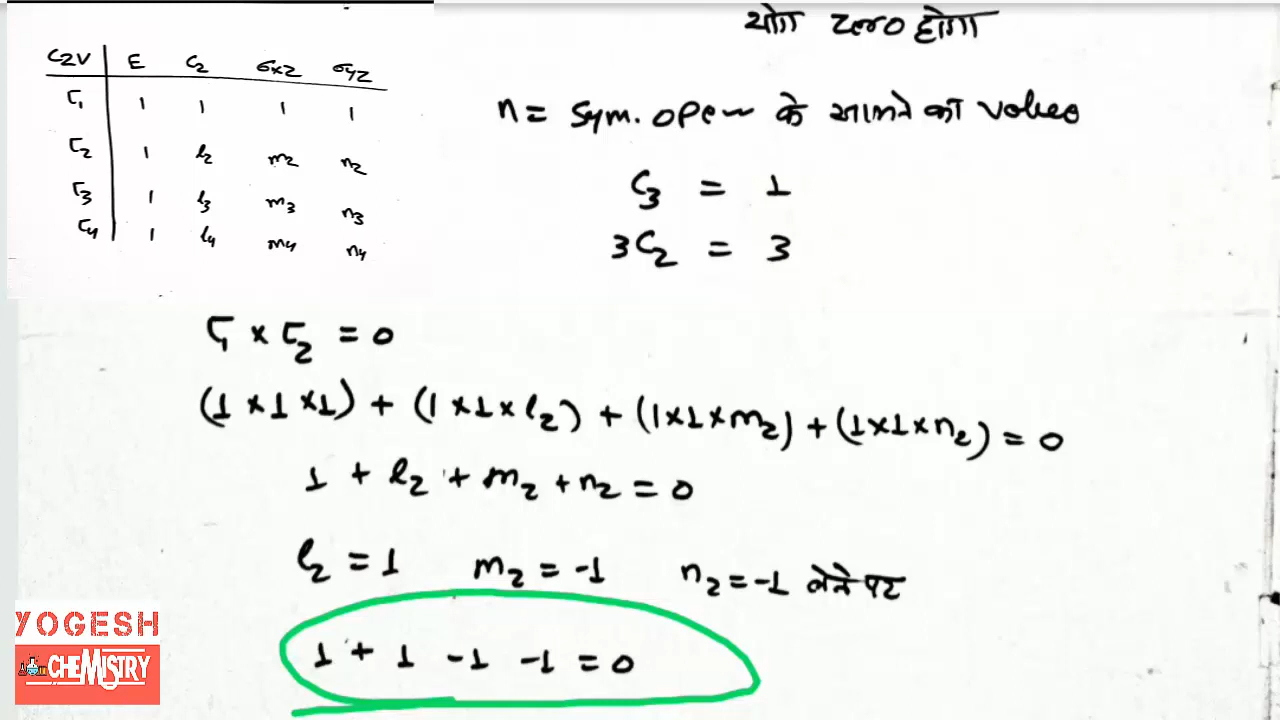 योग zero होगा
C2V E C2 σxz σyz
Γ1 1 1 1 1
Γ2 1 l2 m2 n2
Γ3 1 l3 m3 n3
Γ4 1 l4 m4 n4
n = Sym. open के सामने का Values
C3 = 1
3C2 = 3
Γ1 × Γ2 = 0
(1 × 1 × 1) + (1 × 1 × l2) + (1 × 1 × m2) + (1 × 1 × n2) = 0
1 + l2 + m2 + n2 = 0
l2 = 1 m2 = -1 n2 = -1 लेने पर
1 + 1 - 1 - 1 = 0
YOGESH
CHEMISTRY